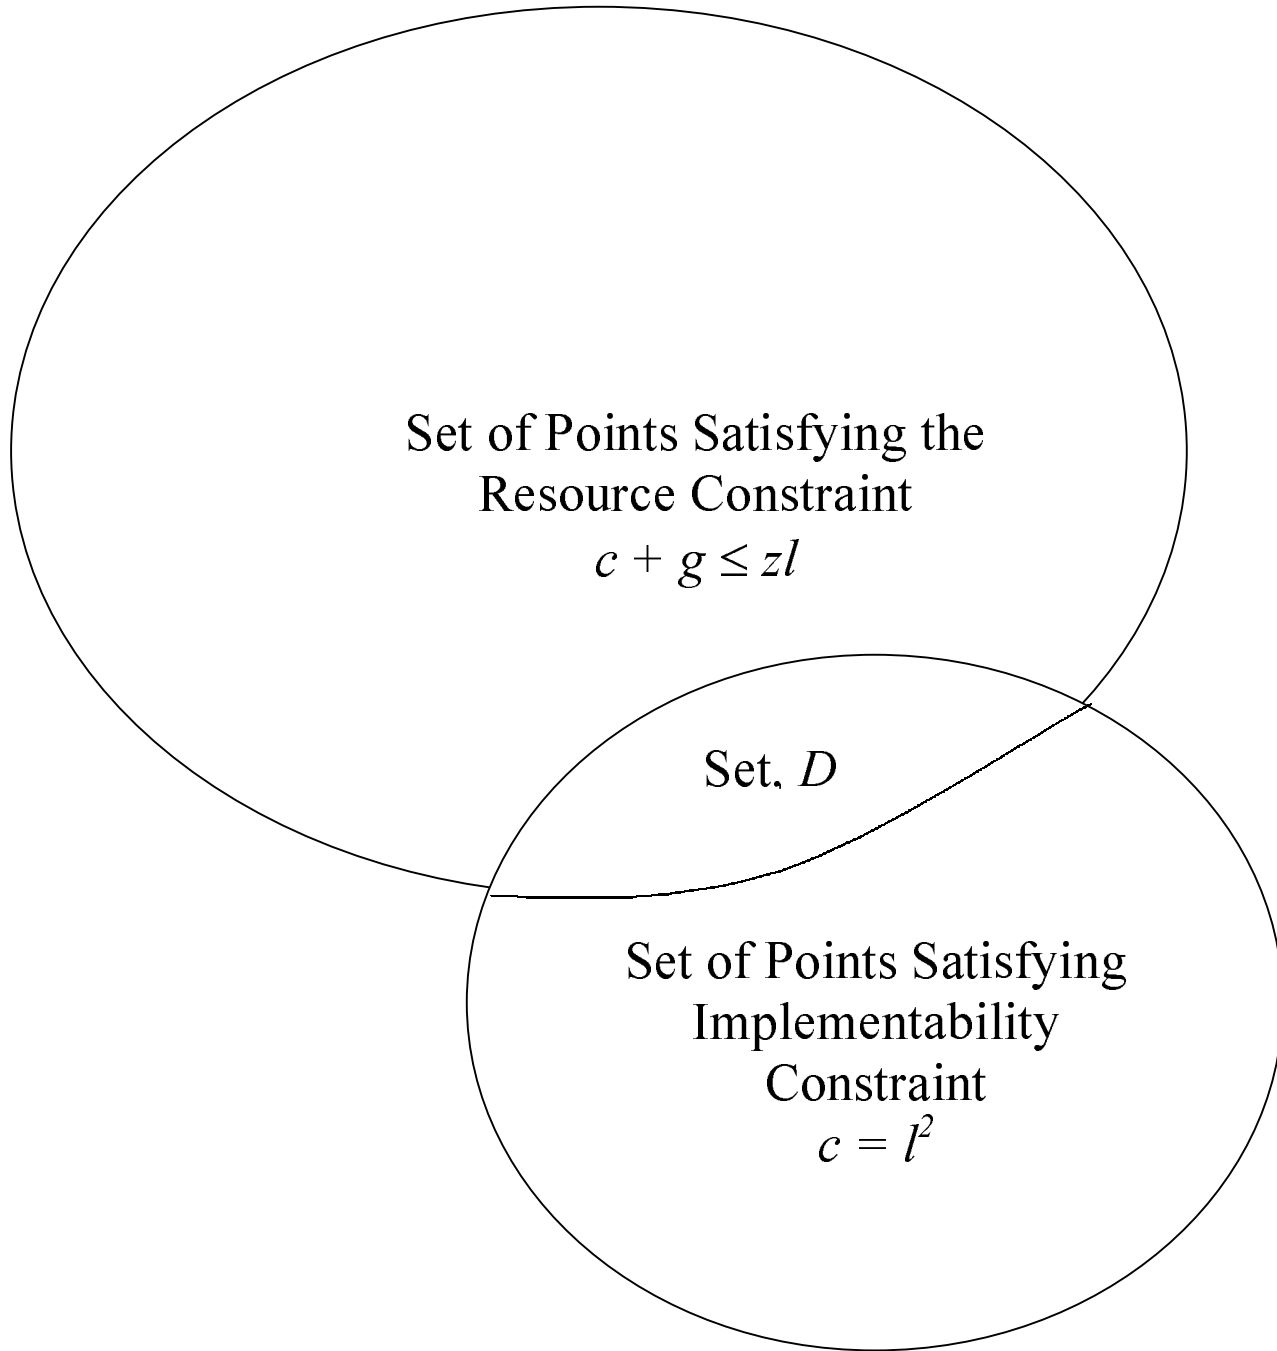 Set of Points Satisfying the
Resource Constraint
c + g ≤ zl
Set, D
Set of Points Satisfying
Implementability
Constraint
c = l²